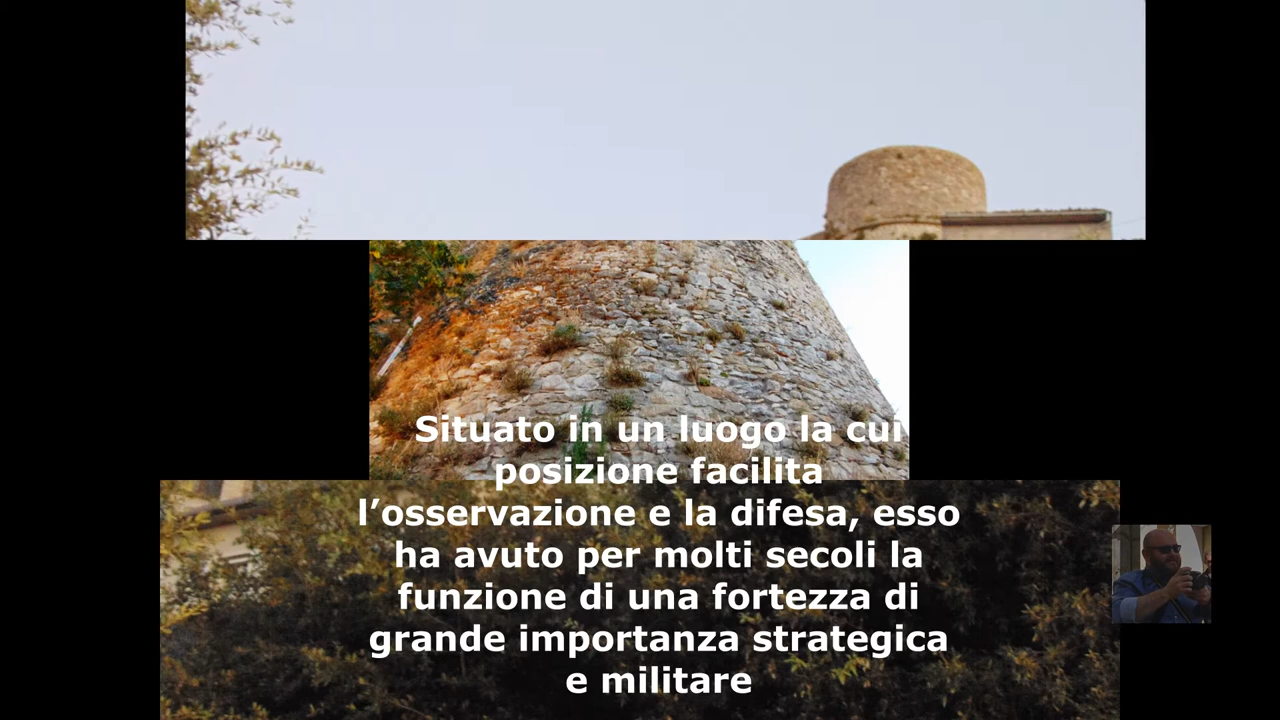 Situato in un luogo la cui
posizione facilita
l’osservazione e la difesa, esso
ha avuto per molti secoli la
funzione di una fortezza di
grande importanza strategica
e militare